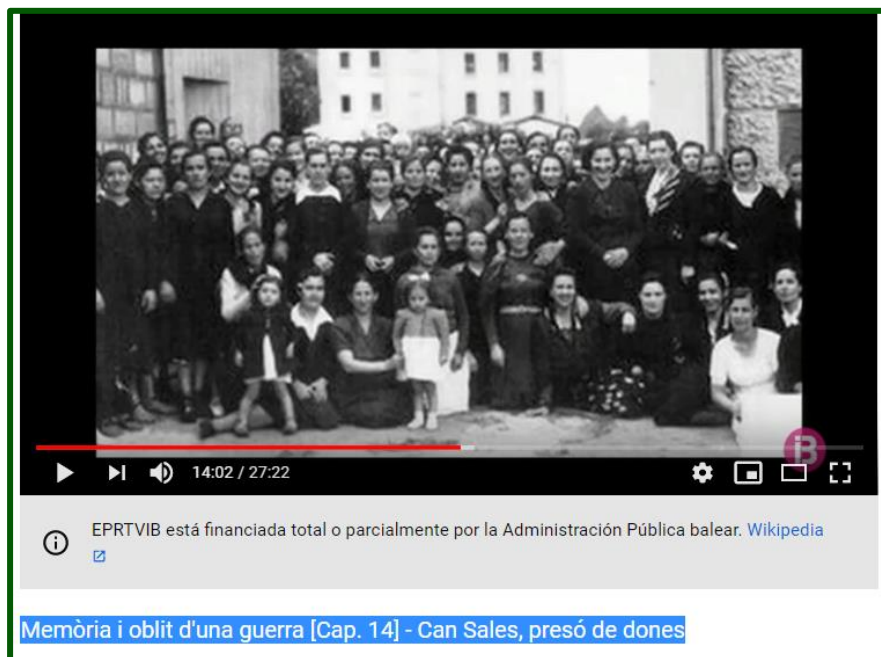 14:02 / 27:22
EPRTVIB está financiada total o parcialmente por la Administración Pública balear. Wikipedia
Memòria i oblit d'una guerra [Cap. 14] - Can Sales, presó de dones